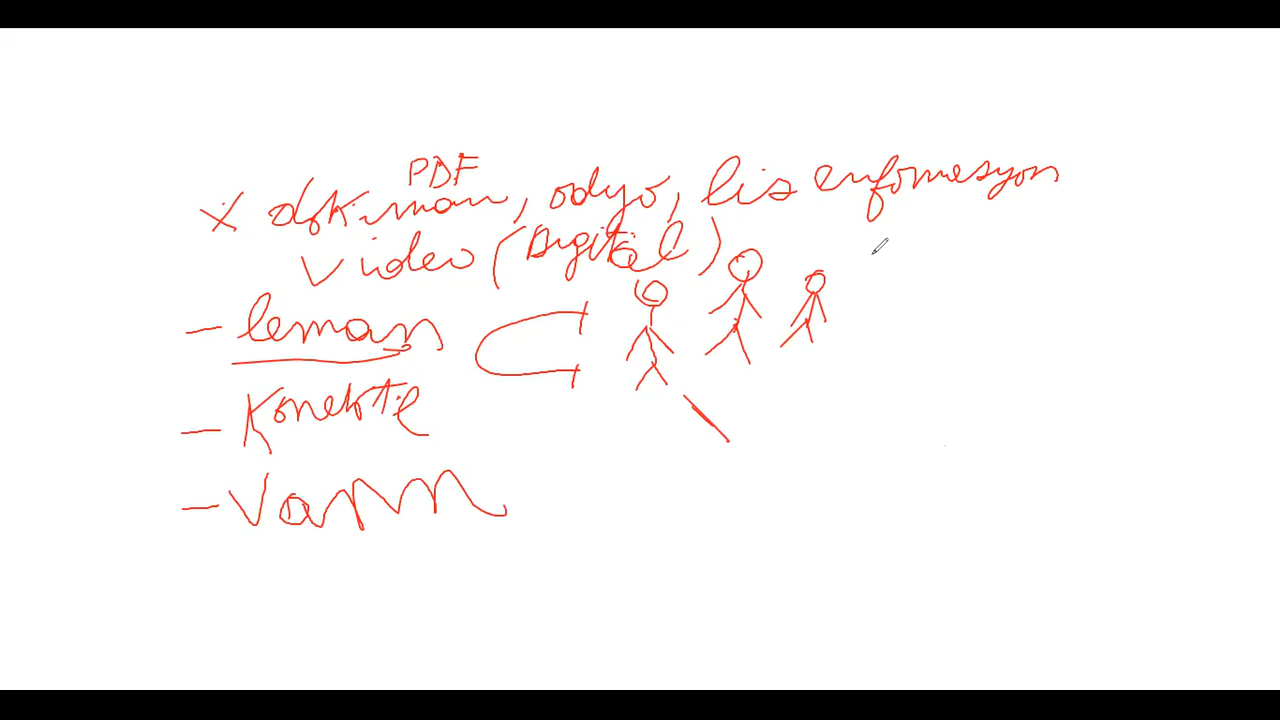 PDF
x dokiman, odyo, lis enfomesyon
video (Digital)
- leman
- Konekte
- Vann